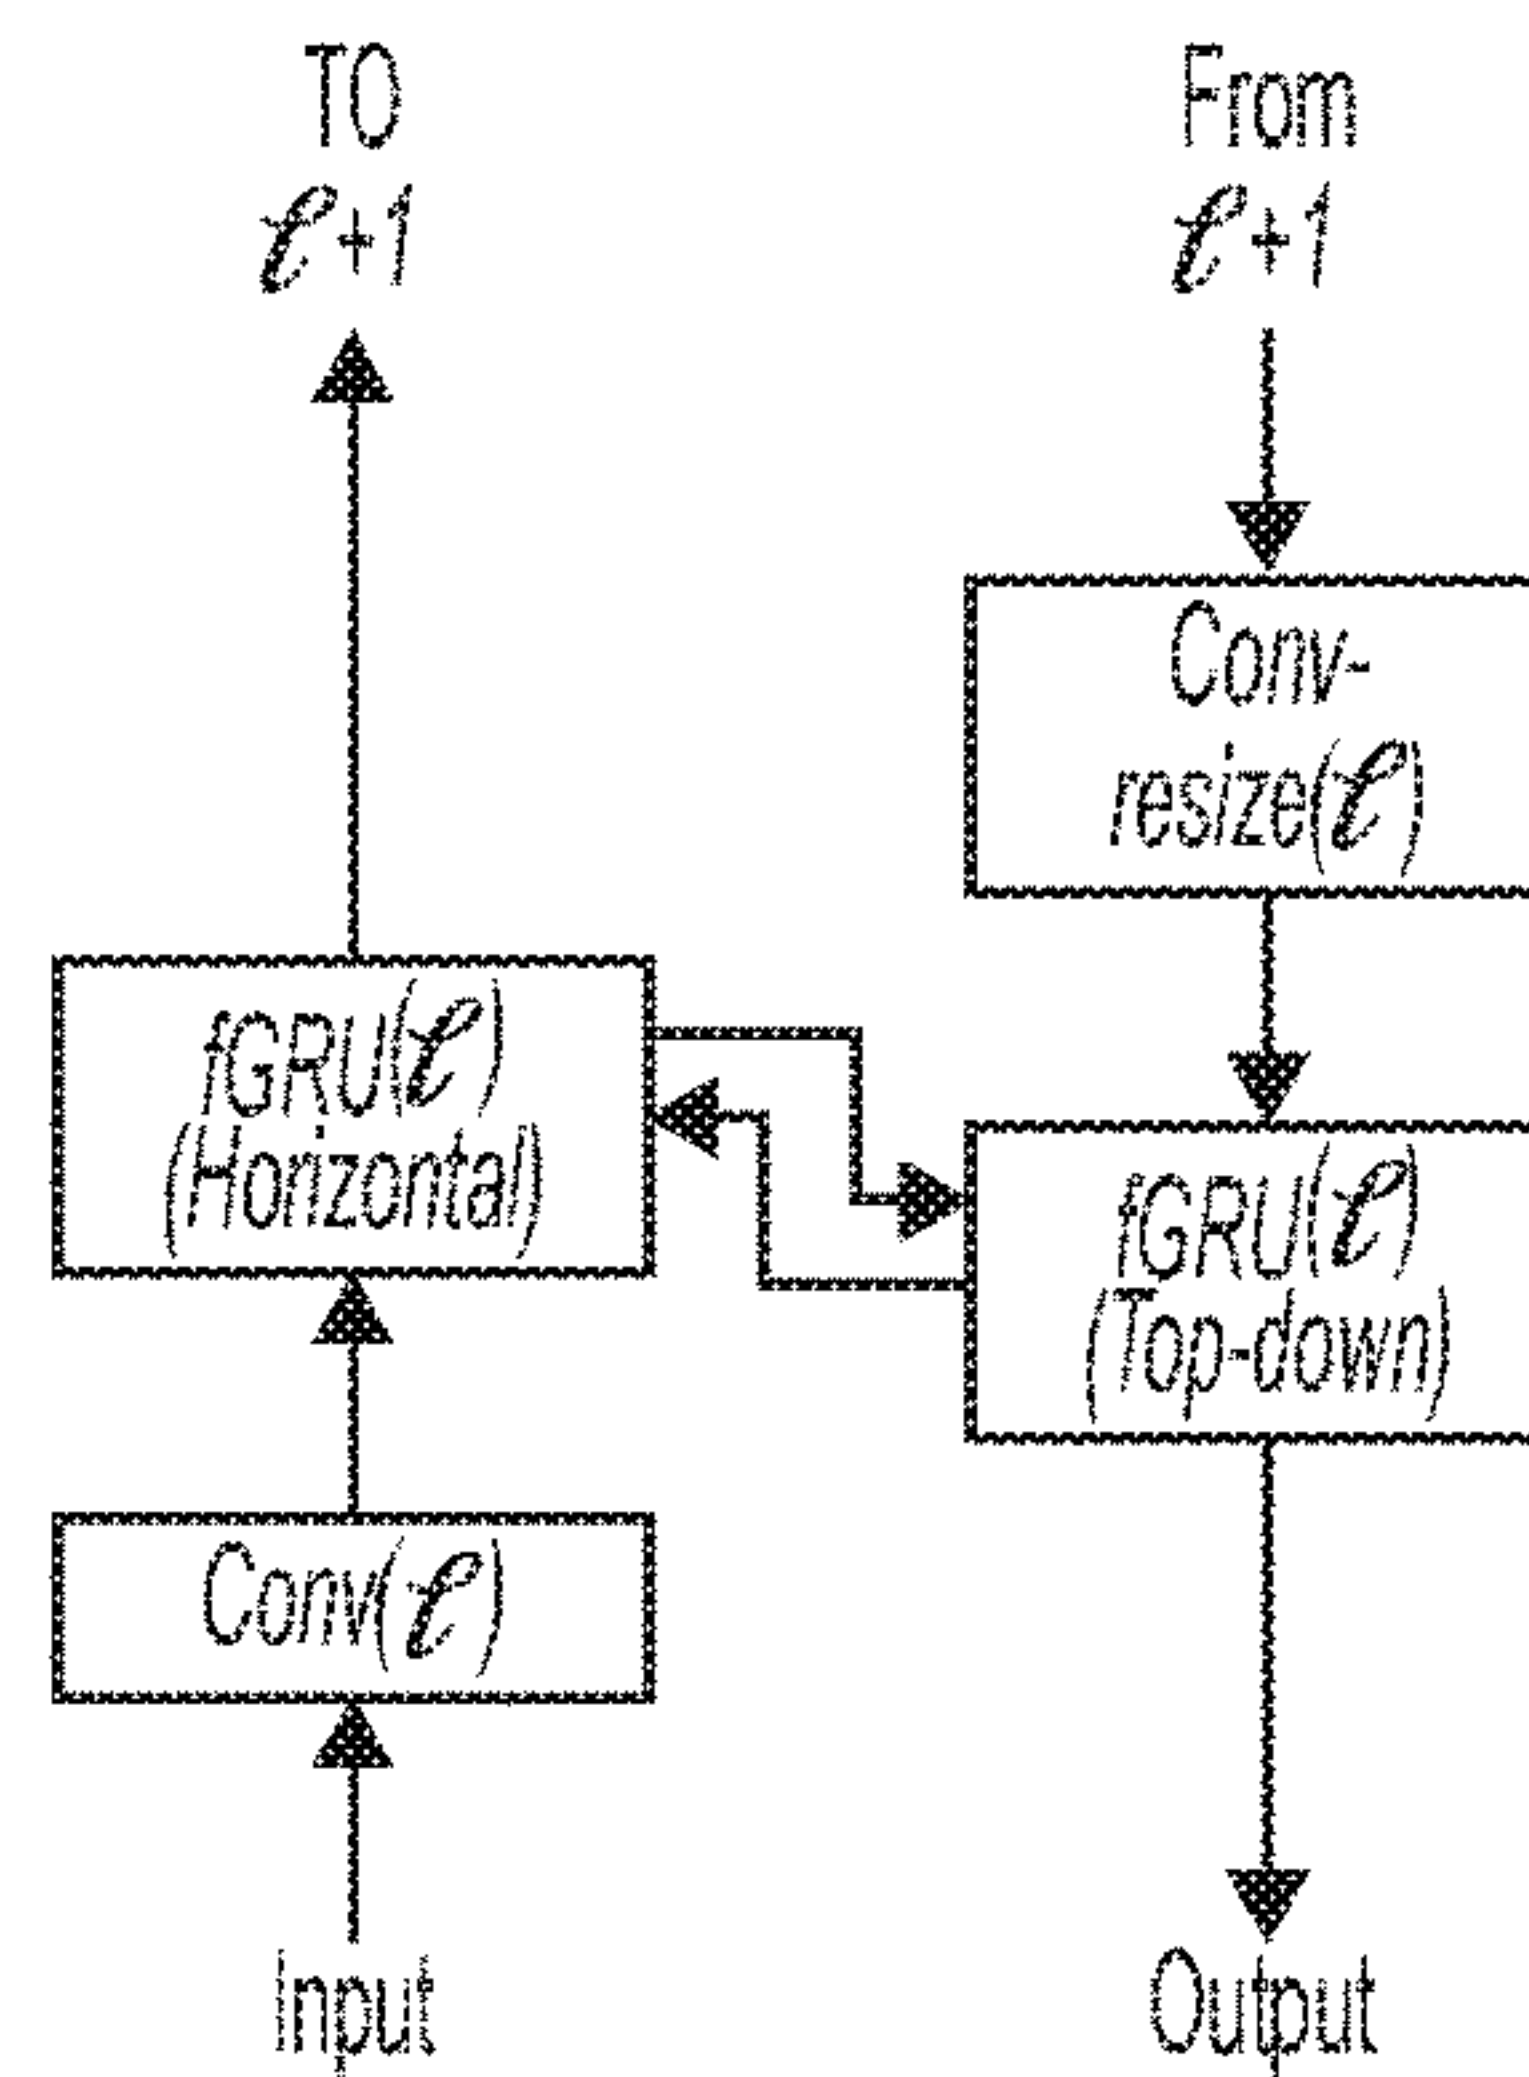 TO
ℓ+1
From
ℓ+1
Conv-
resize(ℓ)
fGRU(ℓ)
(Horizontal)
fGRU(ℓ)
(Top-down)
Conv(ℓ)
Input
Output